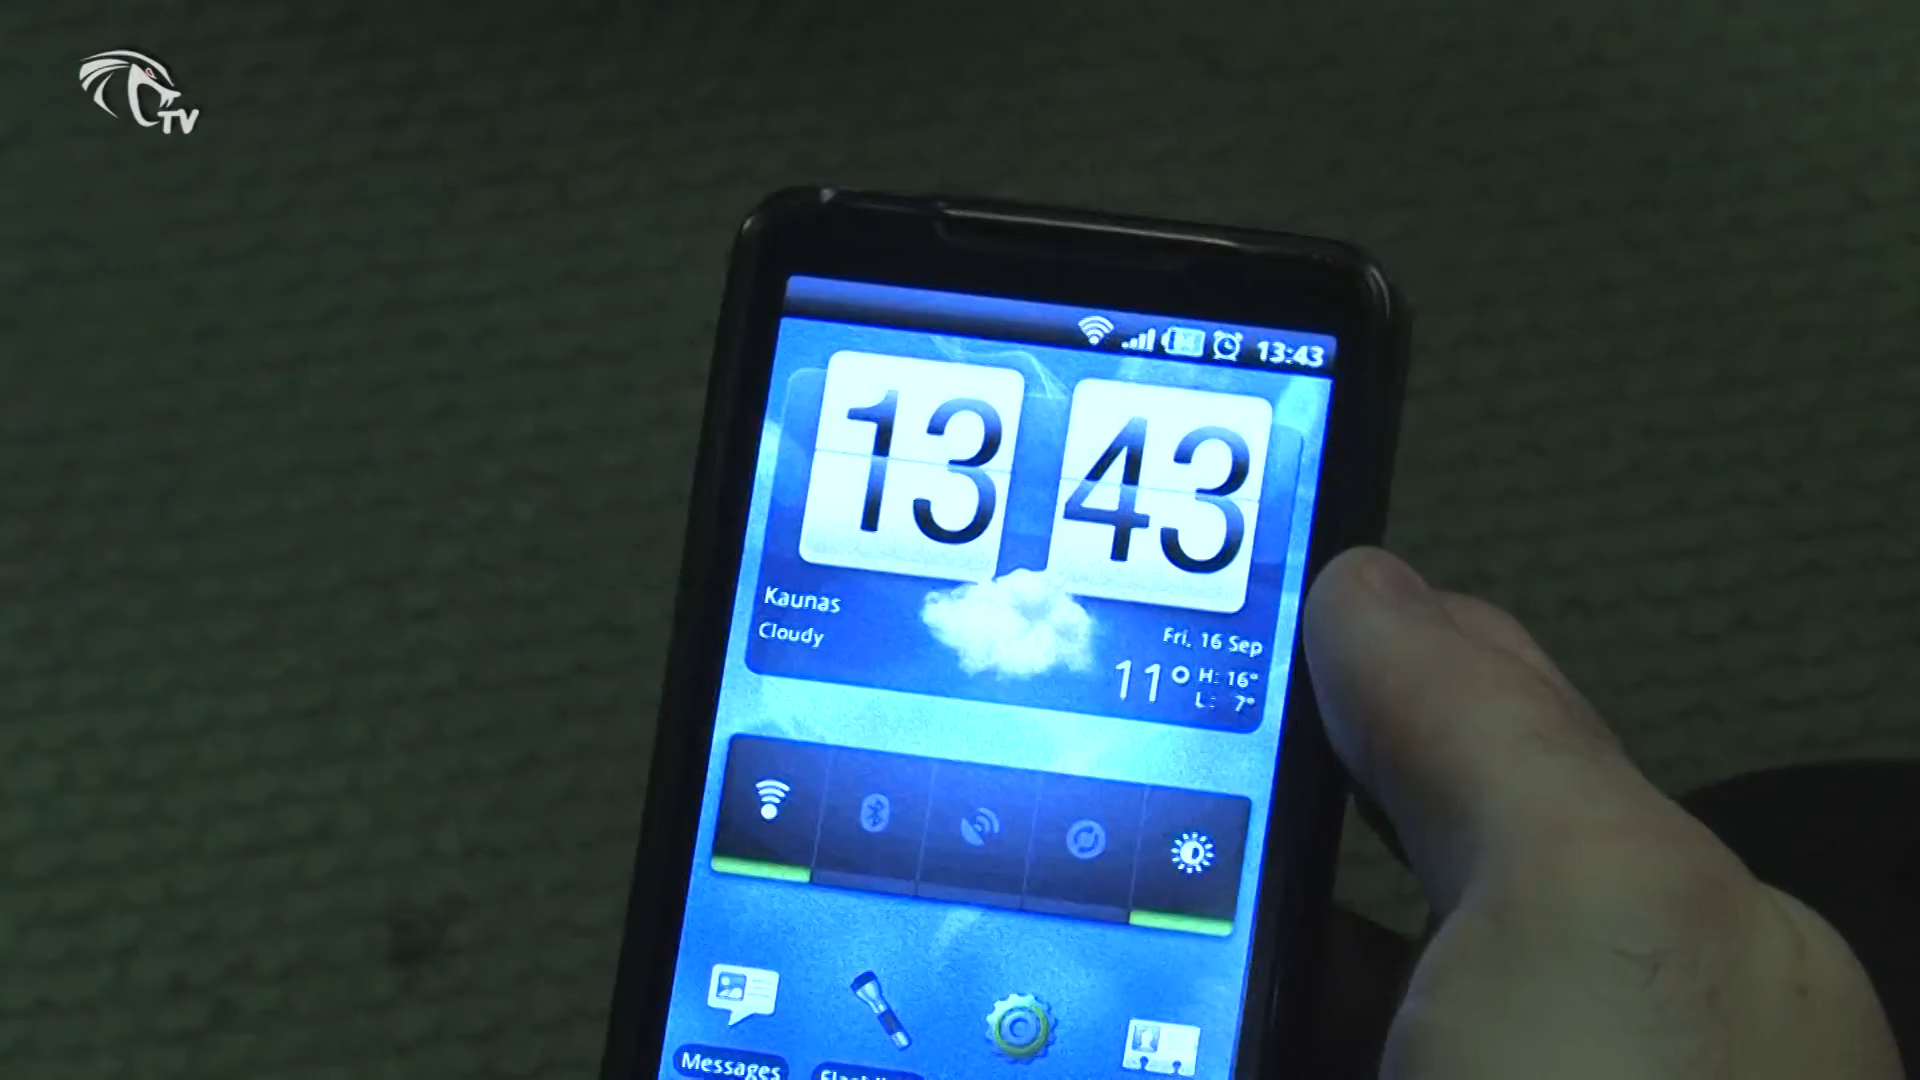 TV
13:43
13 43
Kaunas
Cloudy
Fri, 16 Sep
11° H: 16°
L: 7°
Messages